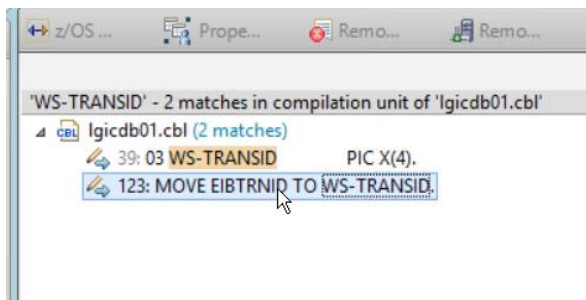 z/OS ... Prope... Remo... Remo...
'WS-TRANSID' - 2 matches in compilation unit of 'lgicdb01.cbl'
CBL lgicdb01.cbl (2 matches)
39: 03 WS-TRANSID PIC X(4).
123: MOVE EIBTRNID TO WS-TRANSID.